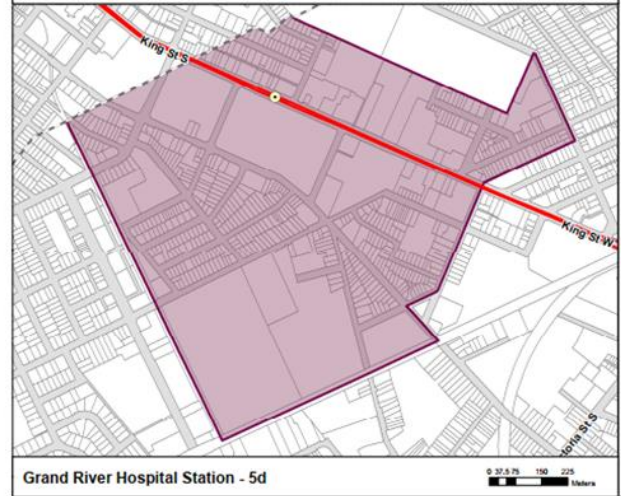 King St S
King St W
toria St S
Grand River Hospital Station - 5d
0 37.5 75 150 225
Meters